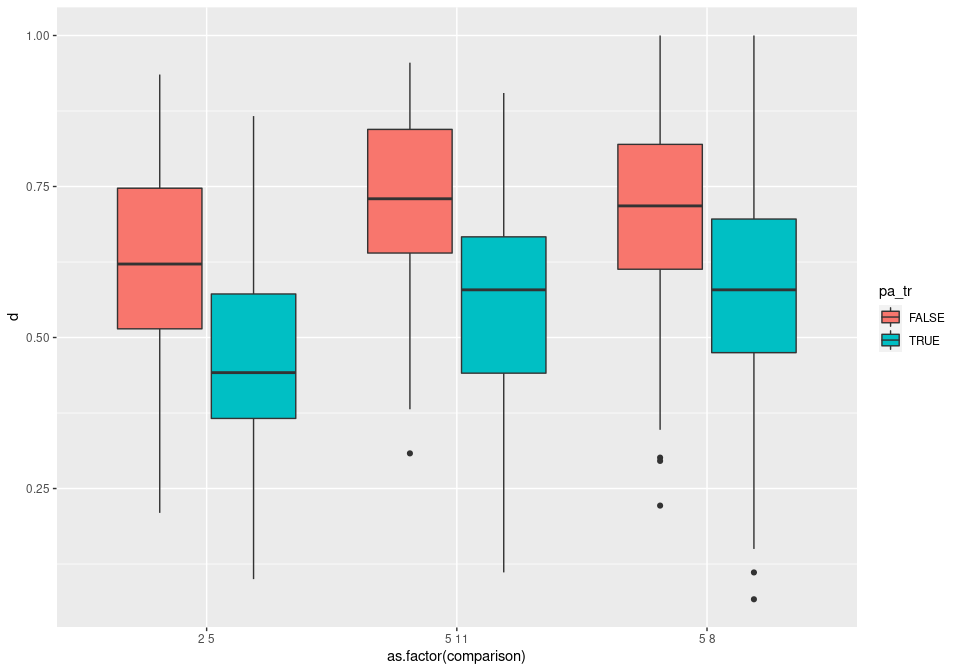 1.00
0.75
0.50
0.25
d
2 5
5 11
5 8
as.factor(comparison)
pa_tr
FALSE
TRUE